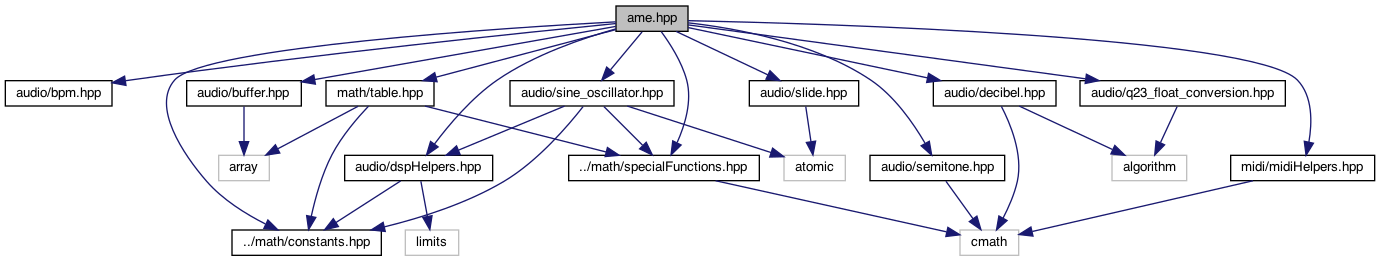 ame.hpp
audio/bpm.hpp
audio/buffer.hpp
math/table.hpp
audio/sine_oscillator.hpp
audio/slide.hpp
audio/decibel.hpp
audio/q23_float_conversion.hpp
array
audio/dspHelpers.hpp
../math/specialFunctions.hpp
atomic
audio/semitone.hpp
algorithm
midi/midiHelpers.hpp
../math/constants.hpp
limits
cmath